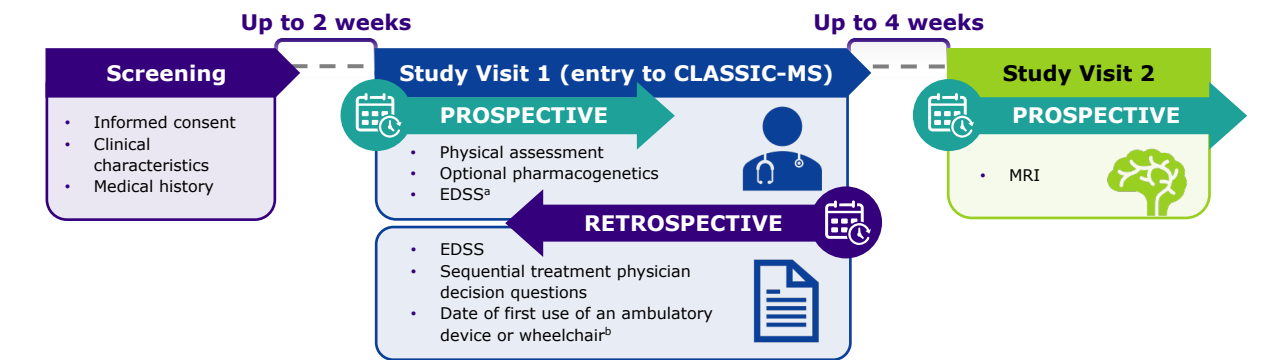 Up to 2 weeks
Up to 4 weeks
Screening
• Informed consent
• Clinical
characteristics
• Medical history
Study Visit 1 (entry to CLASSIC-MS)
PROSPECTIVE
• Physical assessment
• Optional pharmacogenetics
• EDSSᵃ
RETROSPECTIVE
• EDSS
• Sequential treatment physician
decision questions
• Date of first use of an ambulatory
device or wheelchairᵇ
Study Visit 2
PROSPECTIVE
• MRI